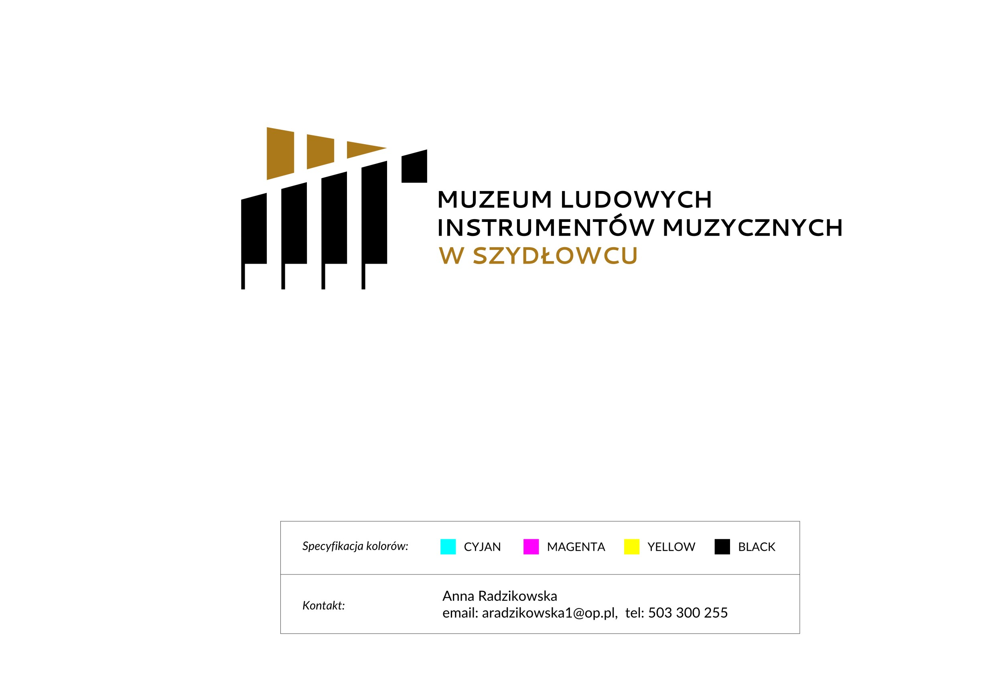 MUZEUM LUDOWYCH
INSTRUMENTÓW MUZYCZNYCH
W SZYDŁOWCU
Specyfikacja kolorów:
CYJAN
MAGENTA
YELLOW
BLACK
Kontakt:
Anna Radzikowska
email: aradzikowska1@op.pl, tel: 503 300 255